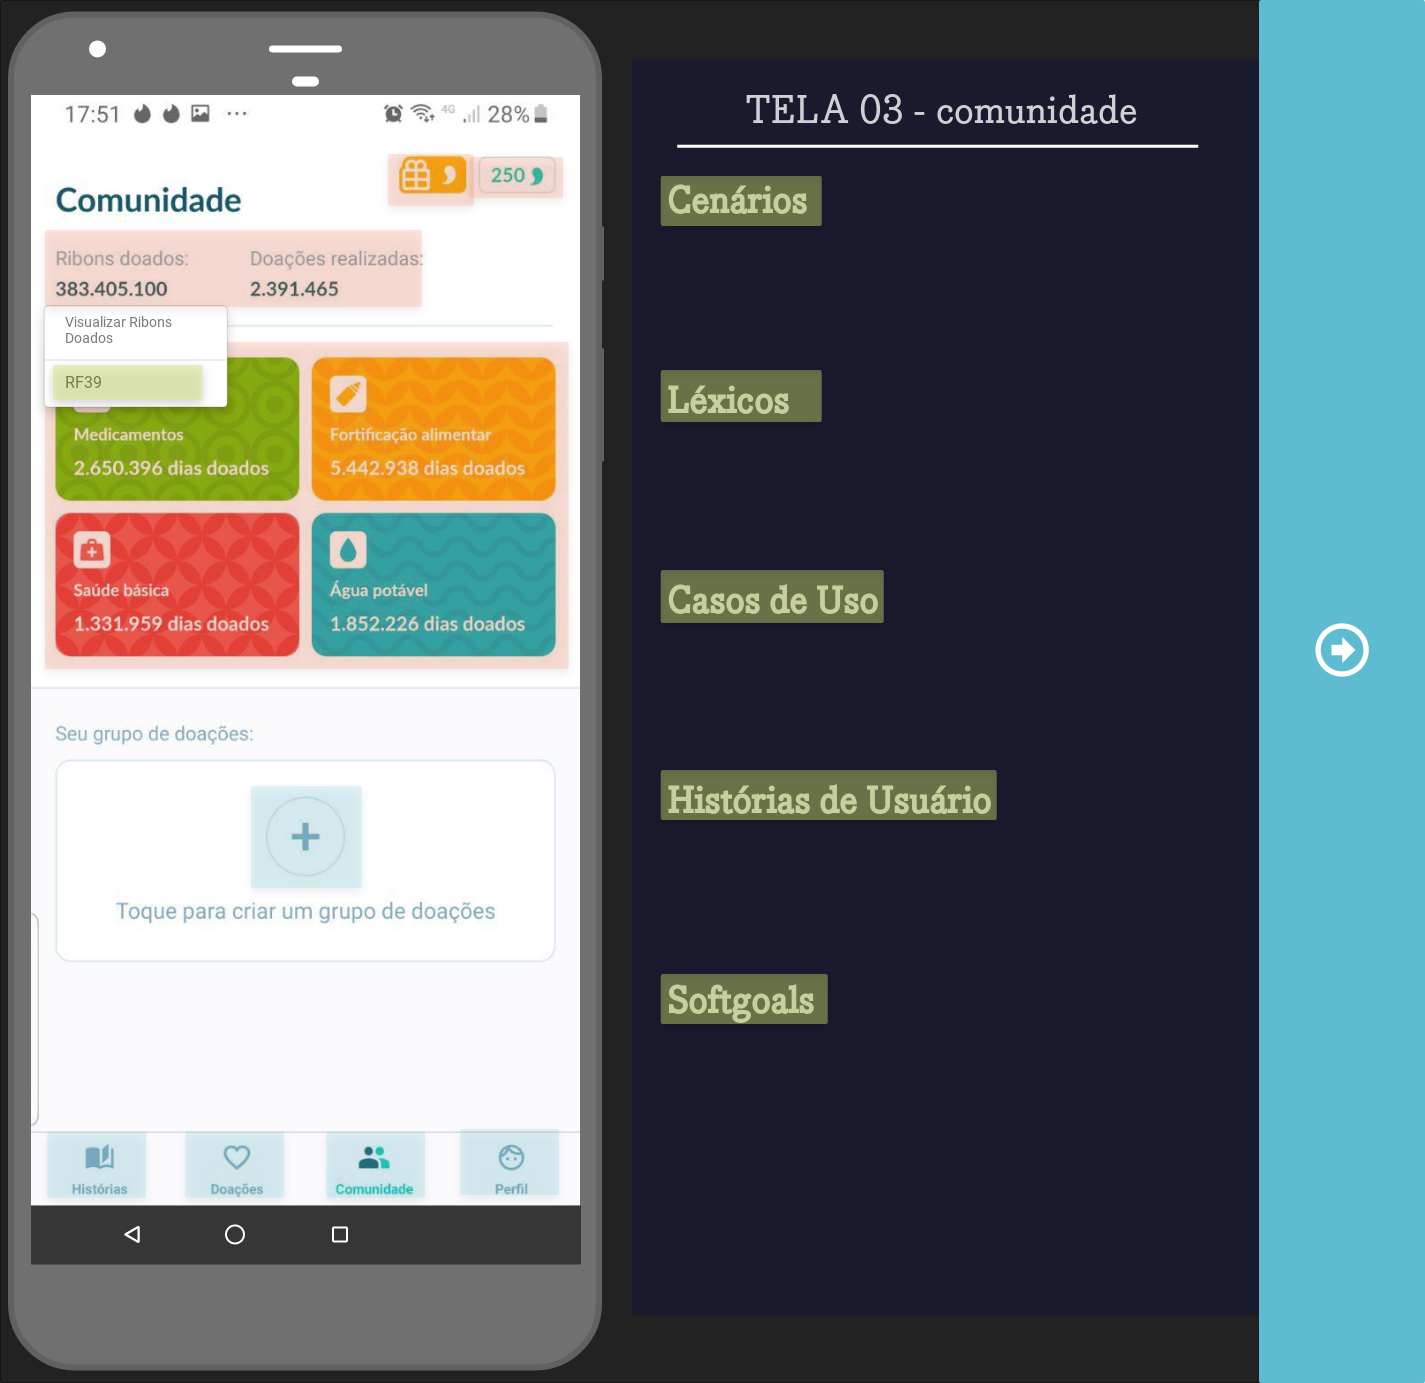 17:51
4G
28%
250
Comunidade
Ribons doados: Doações realizadas:
383.405.100 2.391.465
Visualizar Ribons
Doados
RF39
Medicamentos
2.650.396 dias doados
Fortificação alimentar
5.442.938 dias doados
Saúde básica
1.331.959 dias doados
Água potável
1.852.226 dias doados
Seu grupo de doações:
Toque para criar um grupo de doações
Histórias Doações Comunidade Perfil
TELA 03 - comunidade
Cenários
Léxicos
Casos de Uso
Histórias de Usuário
Softgoals